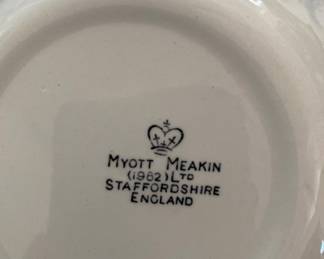 MYOTT MEAKIN
(1982) LTD
STAFFORDSHIRE
ENGLAND